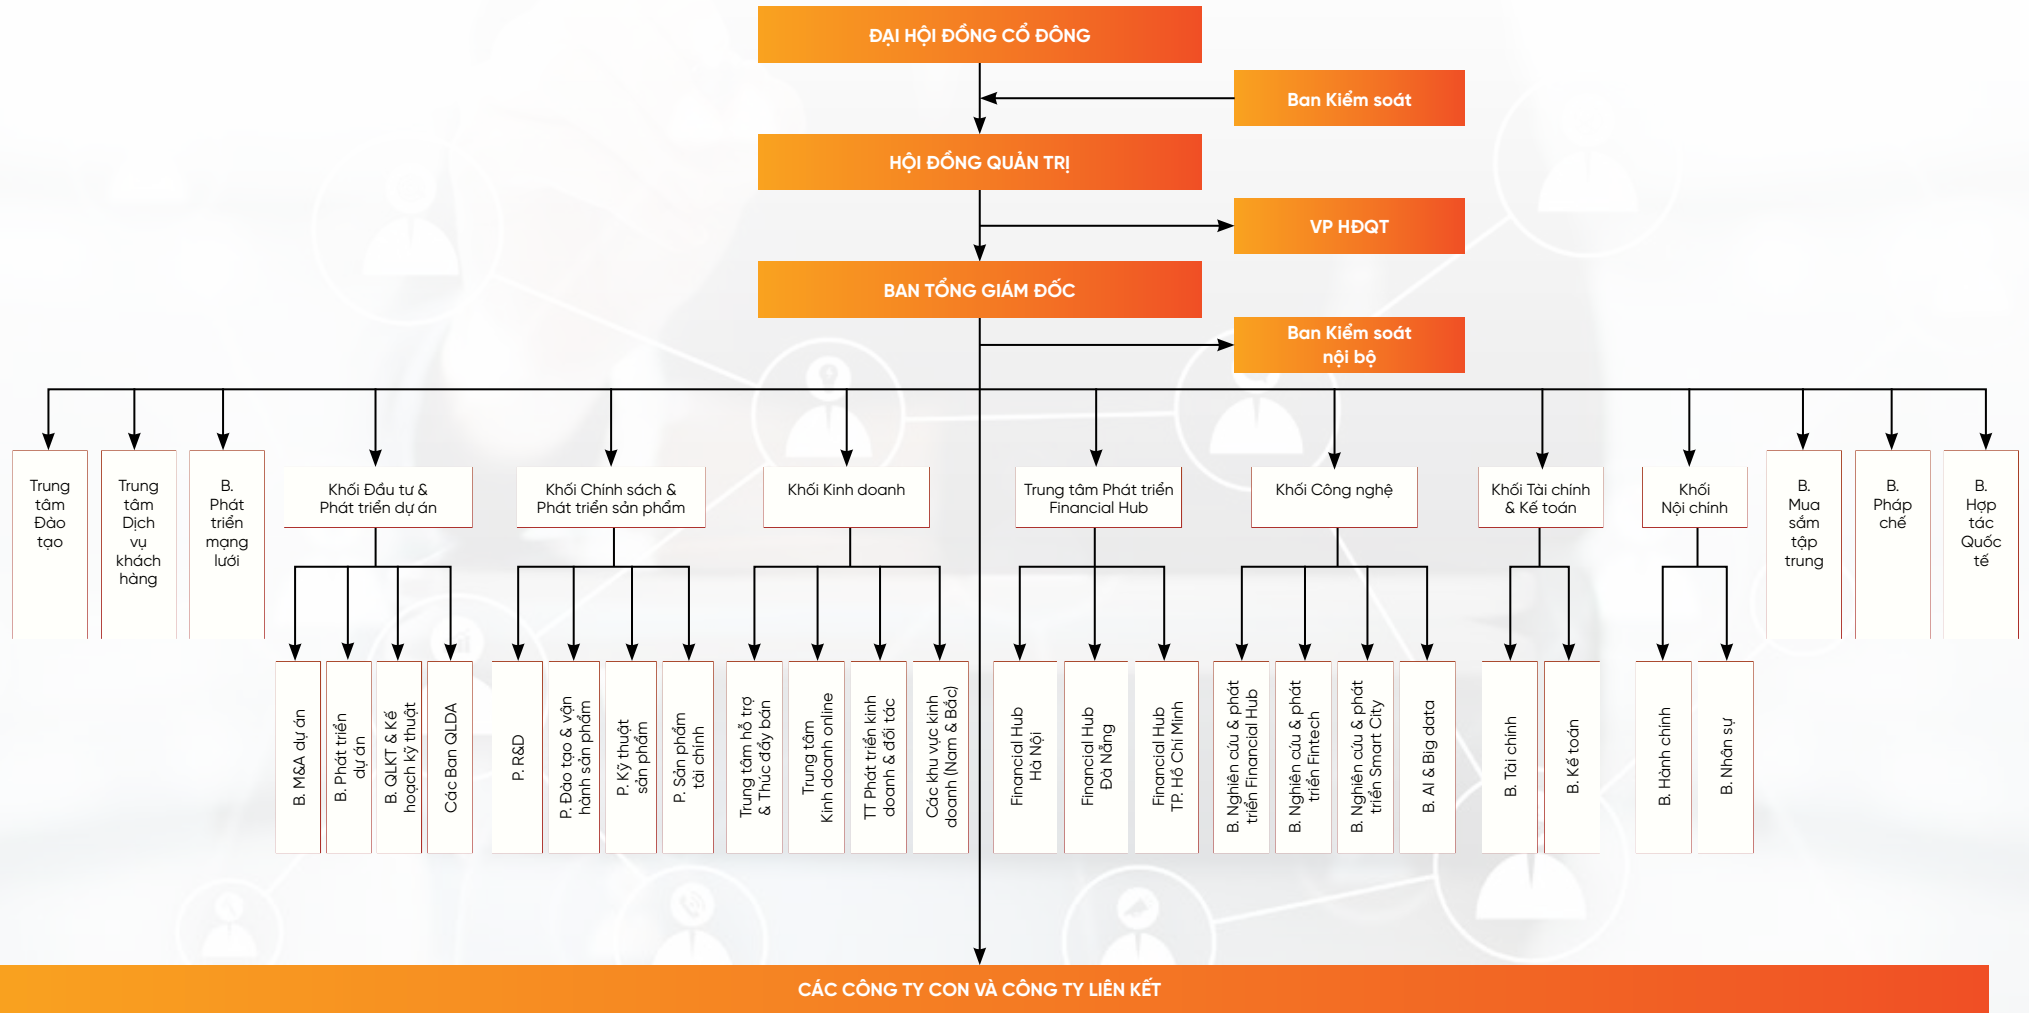 ĐẠI HỘI ĐỒNG CỔ ĐÔNG
Ban Kiểm soát
HỘI ĐỒNG QUẢN TRỊ
VP HĐQT
BAN TỔNG GIÁM ĐỐC
Ban Kiểm soát
nội bộ
Trung
tâm
Đào
tạo
Trung
tâm
Dịch
vụ
khách
hàng
B.
Phát
triển
mạng
lưới
Khối Đầu tư &
Phát triển dự án
Khối Chính sách &
Phát triển sản phẩm
Khối Kinh doanh
Trung tâm Phát triển
Financial Hub
Khối Công nghệ
Khối Tài chính
& Kế toán
Khối
Nội chính
B.
Mua
sắm
tập
trung
B.
Pháp
chế
B.
Hợp
tác
Quốc
tế
B. M&A dự án
B. Phát triển
dự án
B. QLKT & Kế
hoạch kỹ thuật
Các Ban QLDA
P. R&D
P. Đào tạo & vận
hành sản phẩm
P. Kỹ thuật
sản phẩm
P. Sản phẩm
tài chính
Trung tâm hỗ trợ
& Thúc đẩy bán
Trung tâm
Kinh doanh online
TT Phát triển kinh
doanh & đối tác
Các khu vực kinh
doanh (Nam & Bắc)
Financial Hub
Hà Nội
Financial Hub
Đà Nẵng
Financial Hub
TP. Hồ Chí Minh
B. Nghiên cứu & phát
triển Financial Hub
B. Nghiên cứu & phát
triển Fintech
B. Nghiên cứu & phát
triển Smart City
B. AI & Big data
B. Tài chính
B. Kế toán
B. Hành chính
B. Nhân sự
CÁC CÔNG TY CON VÀ CÔNG TY LIÊN KẾT